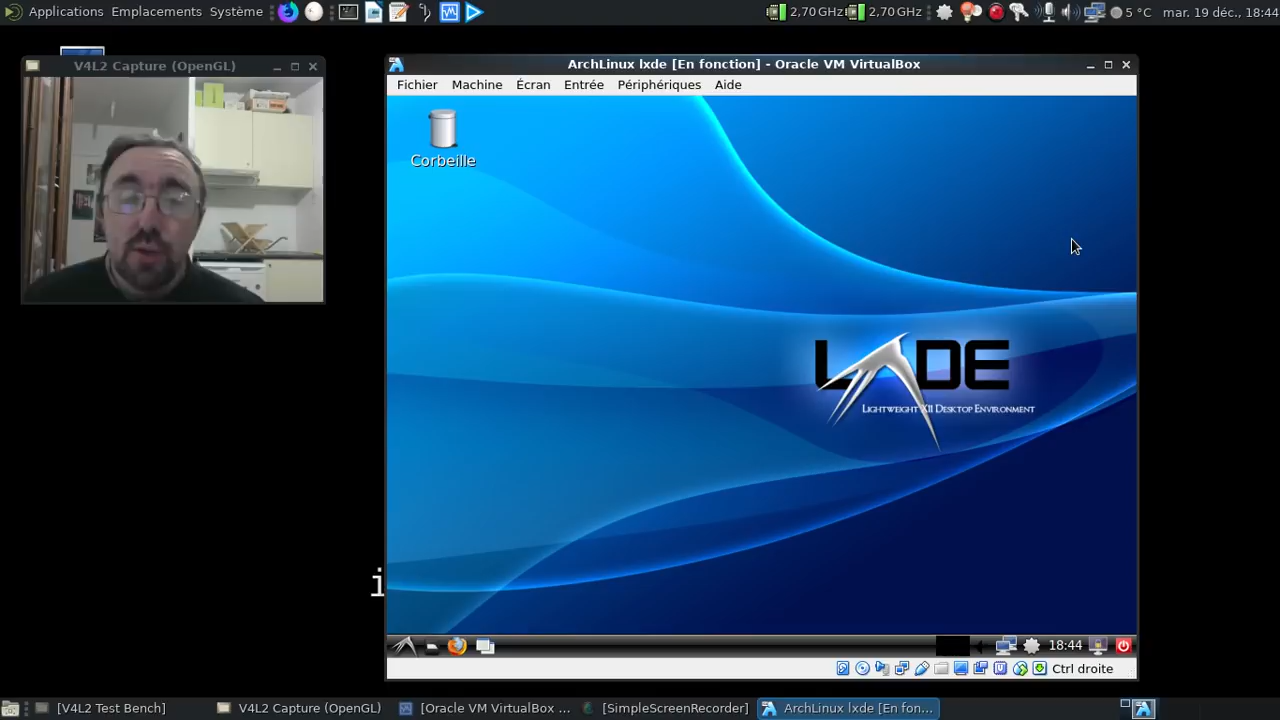 Applications Emplacements Système
2,70 GHz 2,70 GHz 5 °C mar. 19 déc., 18:44
V4L2 Capture (OpenGL)
ArchLinux lxde [En fonction] - Oracle VM VirtualBox
Fichier Machine Écran Entrée Périphériques Aide
Corbeille
LXDE
Lightweight X11 Desktop Environment
i
18:44
Ctrl droite
[V4L2 Test Bench] V4L2 Capture (OpenGL) [Oracle VM VirtualBox ... [SimpleScreenRecorder] ArchLinux lxde [En fon...